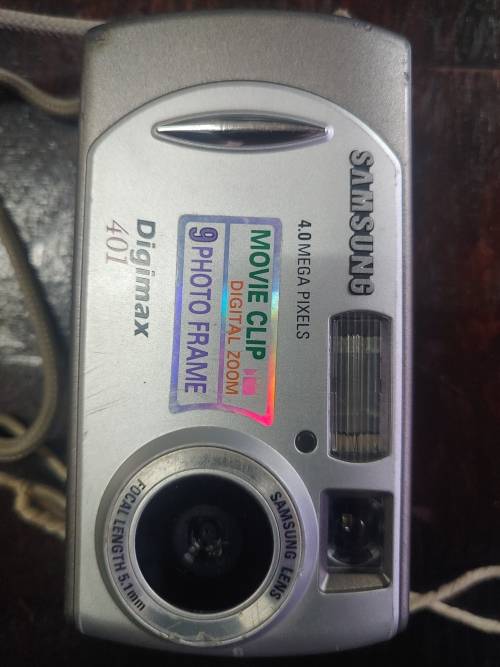 SAMSUNG
4.0 MEGA PIXELS
MOVIE CLIP
DIGITAL ZOOM
9 PHOTO FRAME
Digimax
401
SAMSUNG LENS
FOCAL LENGTH 5.1mm